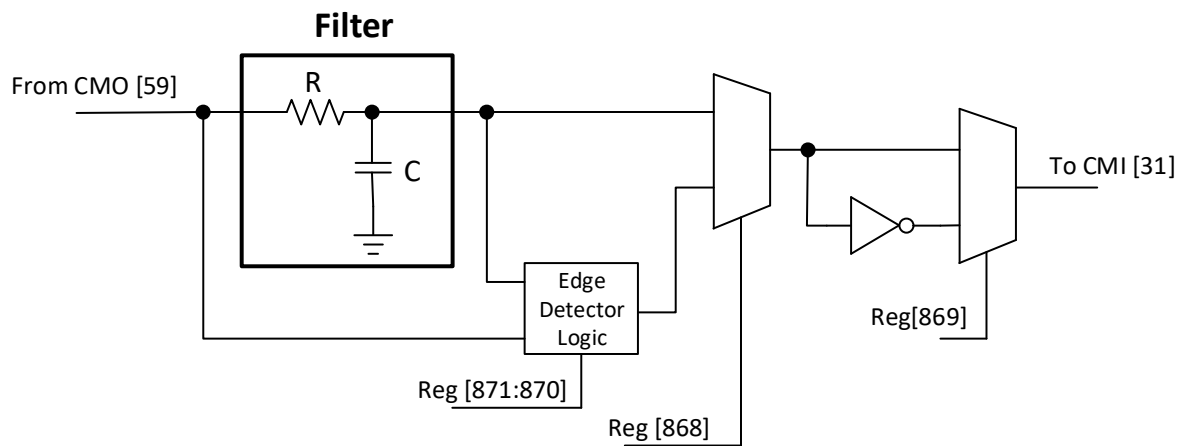 Filter
From CMO [59]
R
C
To CMI [31]
Edge
Detector
Logic
Reg[869]
Reg [871:870]
Reg [868]